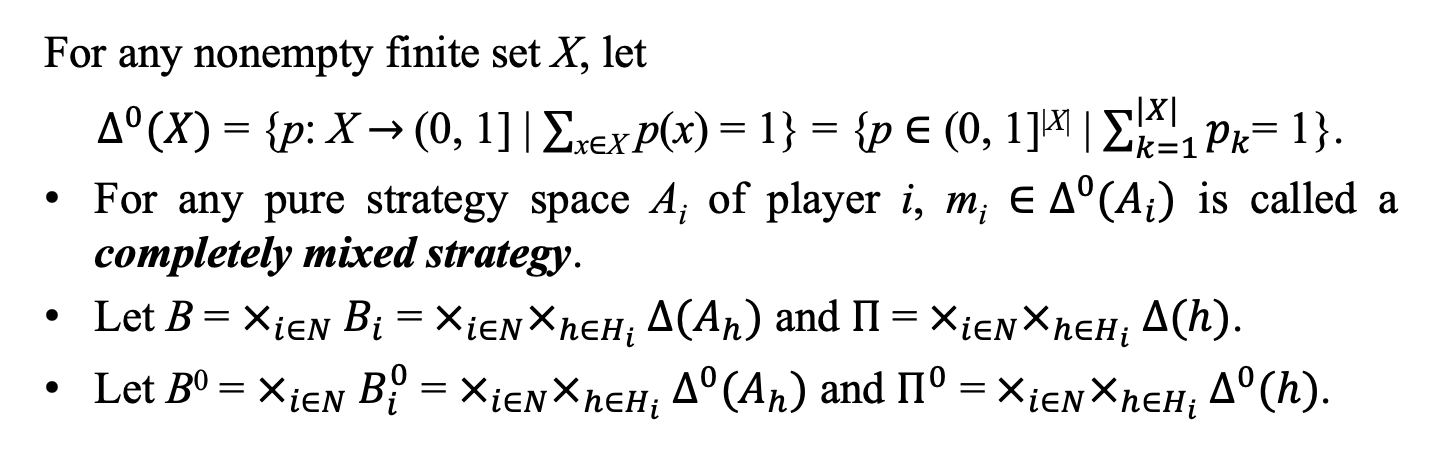 For any nonempty finite set X, let
Δ⁰(X) = {p: X → (0, 1] | ∑ₓ∈X p(x) = 1} = {p ∈ (0, 1]^|X| | ∑_{k=1}^{|X|} p_k = 1}.
• For any pure strategy space A_i of player i, m_i ∈ Δ⁰(A_i) is called a
completely mixed strategy.
• Let B = ×_{i∈N} B_i = ×_{i∈N} ×_{h∈H_i} Δ(A_h) and Π = ×_{i∈N} ×_{h∈H_i} Δ(h).
• Let B⁰ = ×_{i∈N} B_i^0 = ×_{i∈N} ×_{h∈H_i} Δ⁰(A_h) and Π⁰ = ×_{i∈N} ×_{h∈H_i} Δ⁰(h).